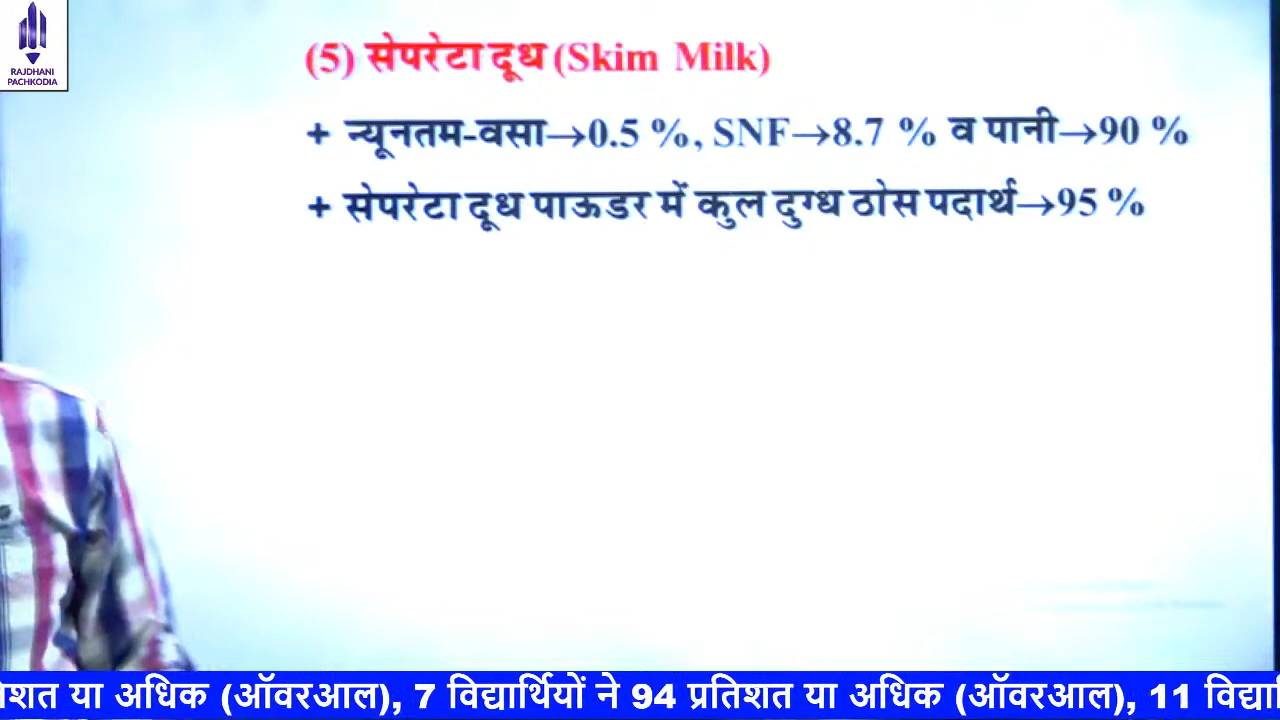 RAJDHANI
PACHKODIA
(5) सेपरेटा दूध (Skim Milk)
+ न्यूनतम-वसा→0.5 %, SNF→8.7 % व पानी→90 %
+ सेपरेटा दूध पाऊडर में कुल दुग्ध ठोस पदार्थ→95 %
या अधिक (ऑवरआल), 7 विद्यार्थियों ने 94 प्रतिशत या अधिक (ऑवरआल), 11